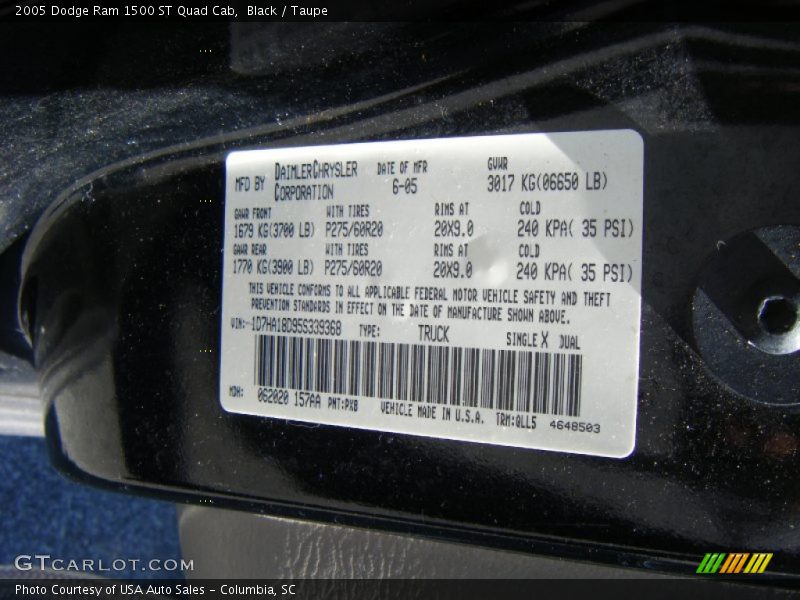 2005 Dodge Ram 1500 ST Quad Cab,  Black / Taupe
MFD BY DAIMLERCHRYSLER CORPORATION DATE OF MFR 6-05 GVWR 3017 KG(06650 LB)
GAWR FRONT WITH TIRES RIMS AT COLD
1679 KG(3700 LB) P275/60R20 20X9.0 240 KPA( 35 PSI)
GAWR REAR WITH TIRES RIMS AT COLD
1770 KG(3900 LB) P275/60R20 20X9.0 240 KPA( 35 PSI)
THIS VEHICLE CONFORMS TO ALL APPLICABLE FEDERAL MOTOR VEHICLE SAFETY AND THEFT
PREVENTION STANDARDS IN EFFECT ON THE DATE OF MANUFACTURE SHOWN ABOVE.
VIN:-1D7HA18D95S339368 TYPE: TRUCK SINGLE X DUAL
MDH: 062020 157AA PNT:PX8 VEHICLE MADE IN U.S.A. TRM:QLL5 4648503
GTCARLOT.COM
Photo Courtesy of USA Auto Sales – Columbia, SC